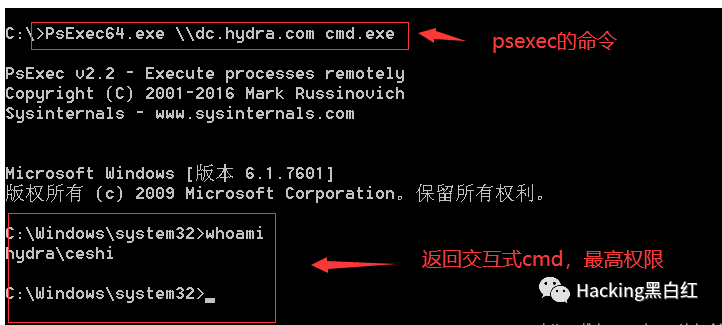 C:\>PsExec64.exe \\dc.hydra.com cmd.exe
psexec的命令
PsExec v2.2 - Execute processes remotely
Copyright (C) 2001-2016 Mark Russinovich
Sysinternals - www.sysinternals.com
Microsoft Windows [版本 6.1.7601]
版权所有 (c) 2009 Microsoft Corporation。保留所有权利。
C:\Windows\system32>whoami
hydra\ceshi
返回交互式cmd，最高权限
C:\Windows\system32>_
Hacking黑白红